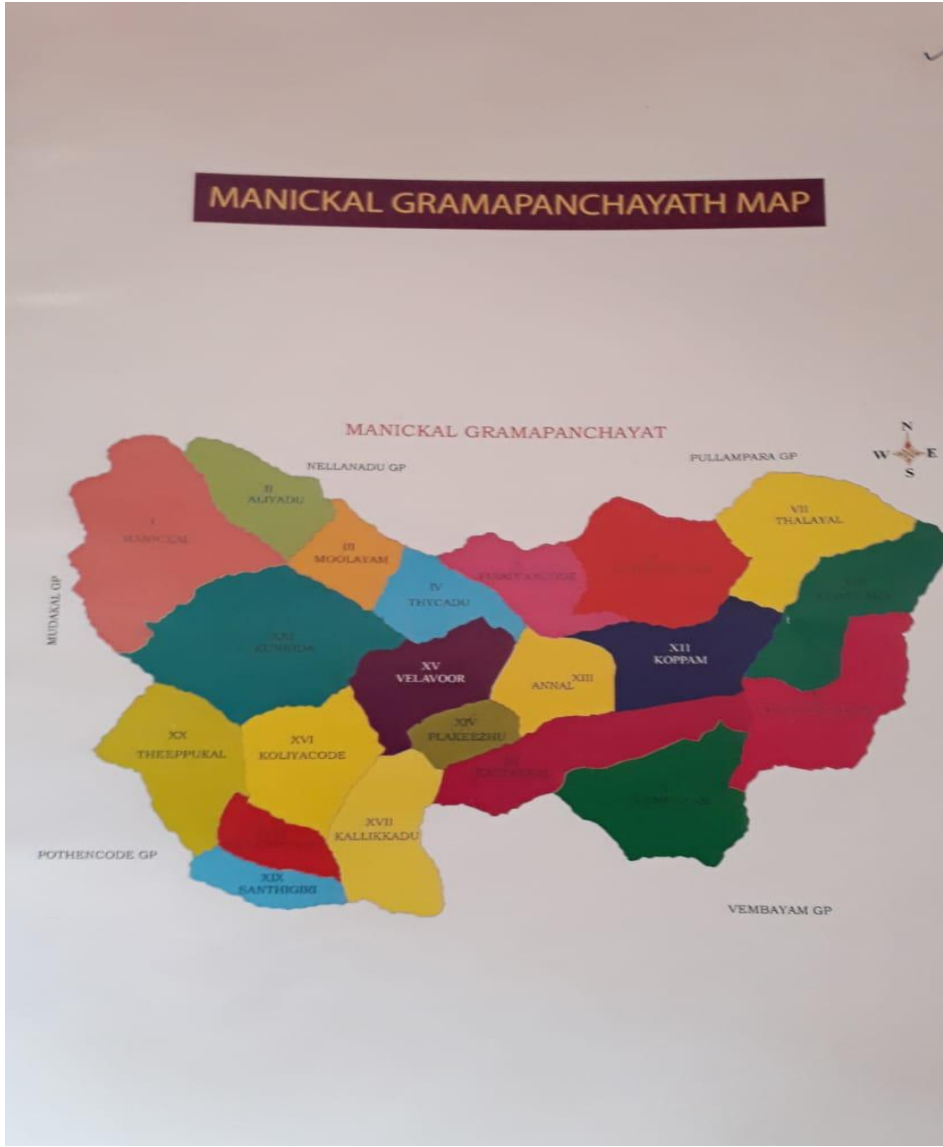 MANICKAL GRAMAPANCHAYATH MAP
MANICKAL GRAMAPANCHAYAT
N
W E
S
NELLANADU GP
PULLAMPARA GP
MUDAKAL GP
POTHENCODE GP
VEMBAYAM GP
I
MANICKAL
II
ALIYADU
III
MOOLAYAM
IV
THYCADU
VII
THALAYAL
XII
KOPPAM
ANNAL XIII
XIV
PLAKEEZHU
XV
VELAVOOR
XVI
KOLIYACODE
XVII
KALLIKKADU
XIX
SANTHIGIRI
XX
THEEPPUKAL
XXI